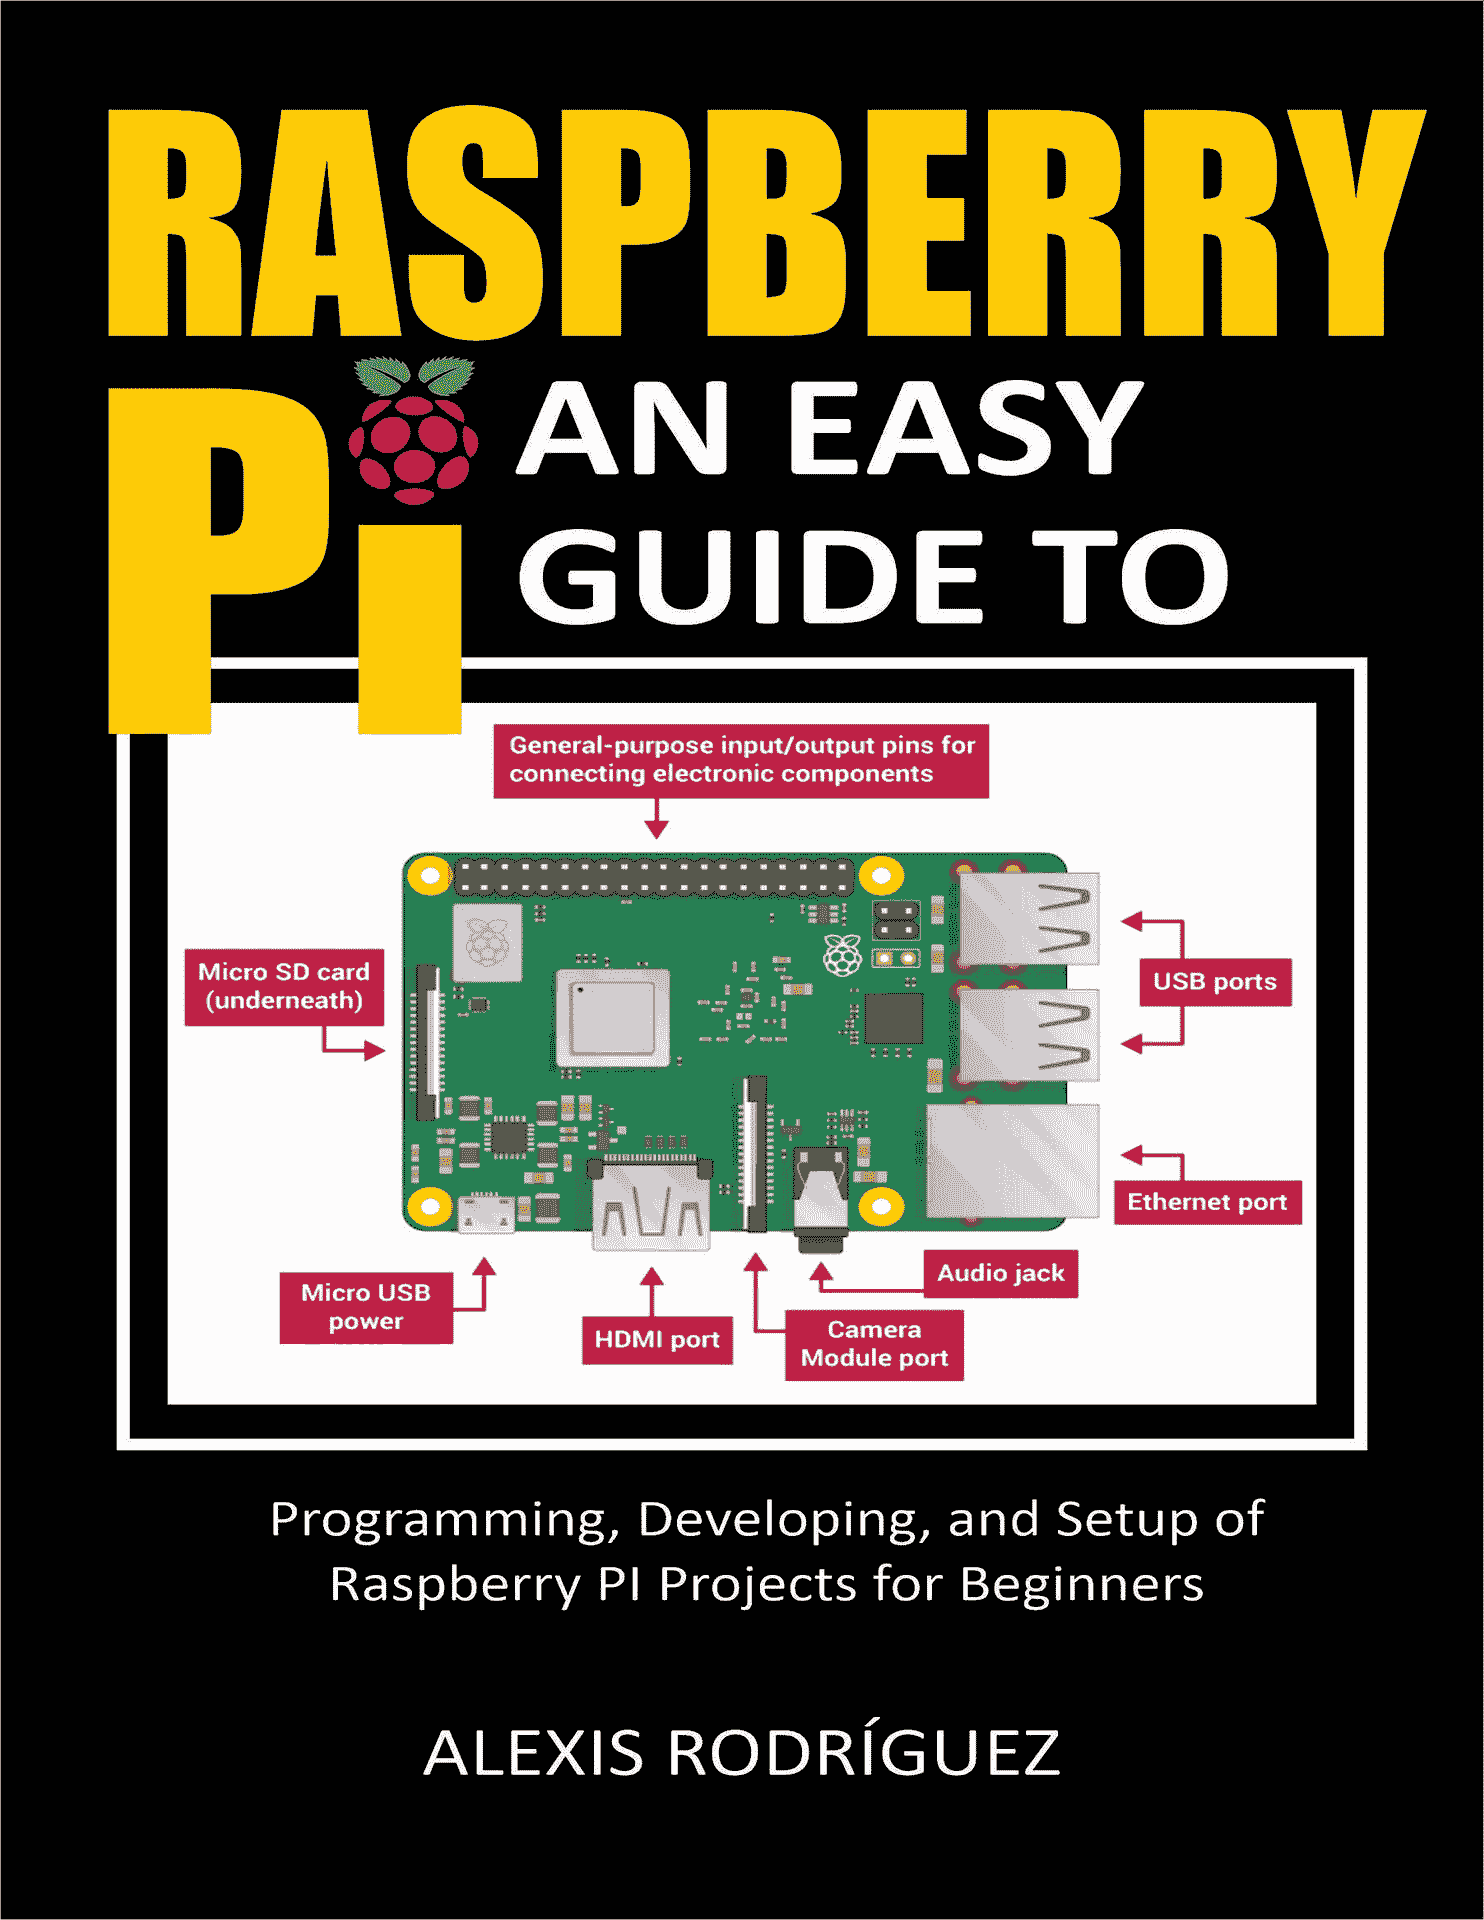 RASPBERRY
Pi
AN EASY
GUIDE TO
General-purpose input/output pins for
connecting electronic components
Micro SD card
(underneath)
USB ports
Ethernet port
Audio jack
Micro USB
power
HDMI port
Camera
Module port
Programming, Developing, and Setup of
Raspberry PI Projects for Beginners
ALEXIS RODRÍGUEZ